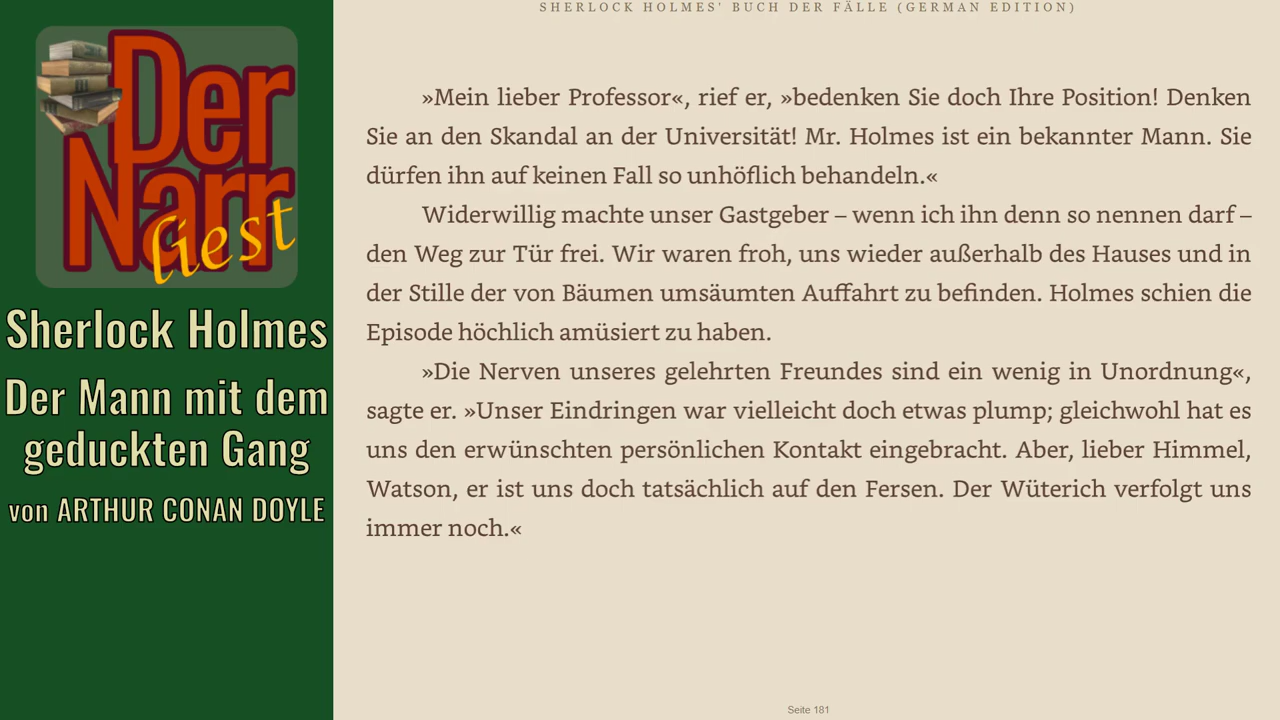 Der
Narr
liest
Sherlock Holmes
Der Mann mit dem
geduckten Gang
von ARTHUR CONAN DOYLE
SHERLOCK HOLMES' BUCH DER FÄLLE (GERMAN EDITION)
»Mein lieber Professor«, rief er, »bedenken Sie doch Ihre Position! Denken
Sie an den Skandal an der Universität! Mr. Holmes ist ein bekannter Mann. Sie
dürfen ihn auf keinen Fall so unhöflich behandeln.«
Widerwillig machte unser Gastgeber – wenn ich ihn denn so nennen darf –
den Weg zur Tür frei. Wir waren froh, uns wieder außerhalb des Hauses und in
der Stille der von Bäumen umsäumten Auffahrt zu befinden. Holmes schien die
Episode höchlich amüsiert zu haben.
»Die Nerven unseres gelehrten Freundes sind ein wenig in Unordnung«,
sagte er. »Unser Eindringen war vielleicht doch etwas plump; gleichwohl hat es
uns den erwünschten persönlichen Kontakt eingebracht. Aber, lieber Himmel,
Watson, er ist uns doch tatsächlich auf den Fersen. Der Wüterich verfolgt uns
immer noch.«
Seite 181